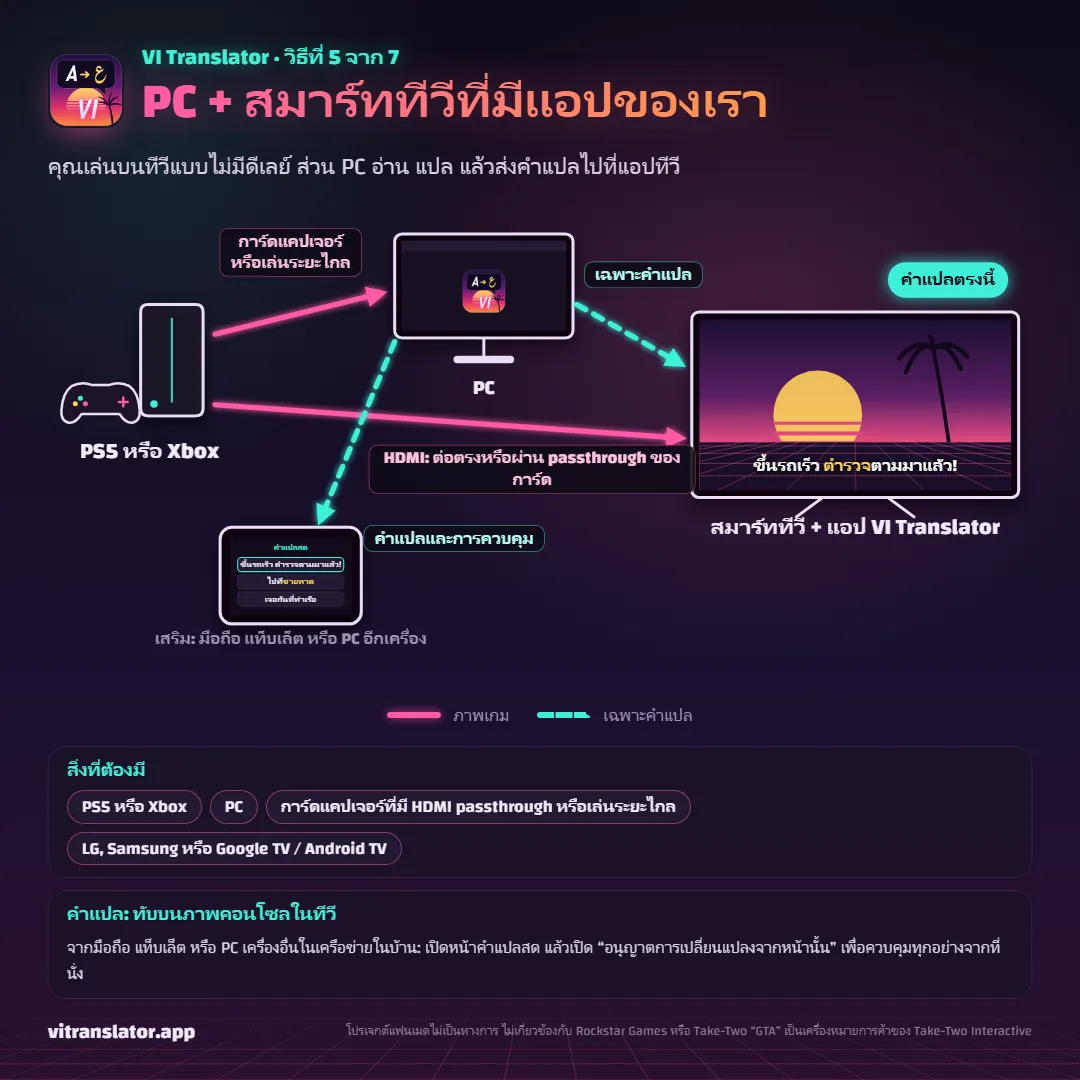 VI Translator · วิธีที่ 5 จาก 7
A→ع
VI
PC + สมาร์ททีวีที่มีแอปของเรา
คุณเล่นบนทีวีแบบไม่มีดีเลย์ ส่วน PC อ่าน แปล แล้วส่งคำแปลไปที่แอปทีวี
การ์ดแคปเจอร์
หรือเล่นระยะไกล
A→ع
VI
เฉพาะคำแปล
คำแปลตรงนี้
PC
PS5 หรือ Xbox
HDMI: ต่อตรงหรือผ่าน passthrough ของ
การ์ด
ขึ้นรถเร็ว ตำรวจตามมาแล้ว!
สมาร์ททีวี + แอป VI Translator
คำแปลและการควบคุม
คำแปลสด
ขึ้นรถเร็ว ตำรวจตามมาแล้ว!
ไปที่ชายหาด
เจอกันที่ท่าเรือ
เสริม: มือถือ แท็บเล็ต หรือ PC อีกเครื่อง
ภาพเกม
เฉพาะคำแปล
สิ่งที่ต้องมี
PS5 หรือ Xbox
PC
การ์ดแคปเจอร์ที่มี HDMI passthrough หรือเล่นระยะไกล
LG, Samsung หรือ Google TV / Android TV
คำแปล: ทับบนภาพคอนโซลในทีวี
จากมือถือ แท็บเล็ต หรือ PC เครื่องอื่นในเครือข่ายในบ้าน: เปิดหน้าคำแปลสด แล้วเปิด “อนุญาตการเปลี่ยนแปลงจากหน้านั้น” เพื่อควบคุมทุกอย่างจากที่
นั่ง
vitranslator.app
โปรเจกต์แฟนเมดไม่เป็นทางการ ไม่เกี่ยวข้องกับ Rockstar Games หรือ Take-Two “GTA” เป็นเครื่องหมายการค้าของ Take-Two Interactive